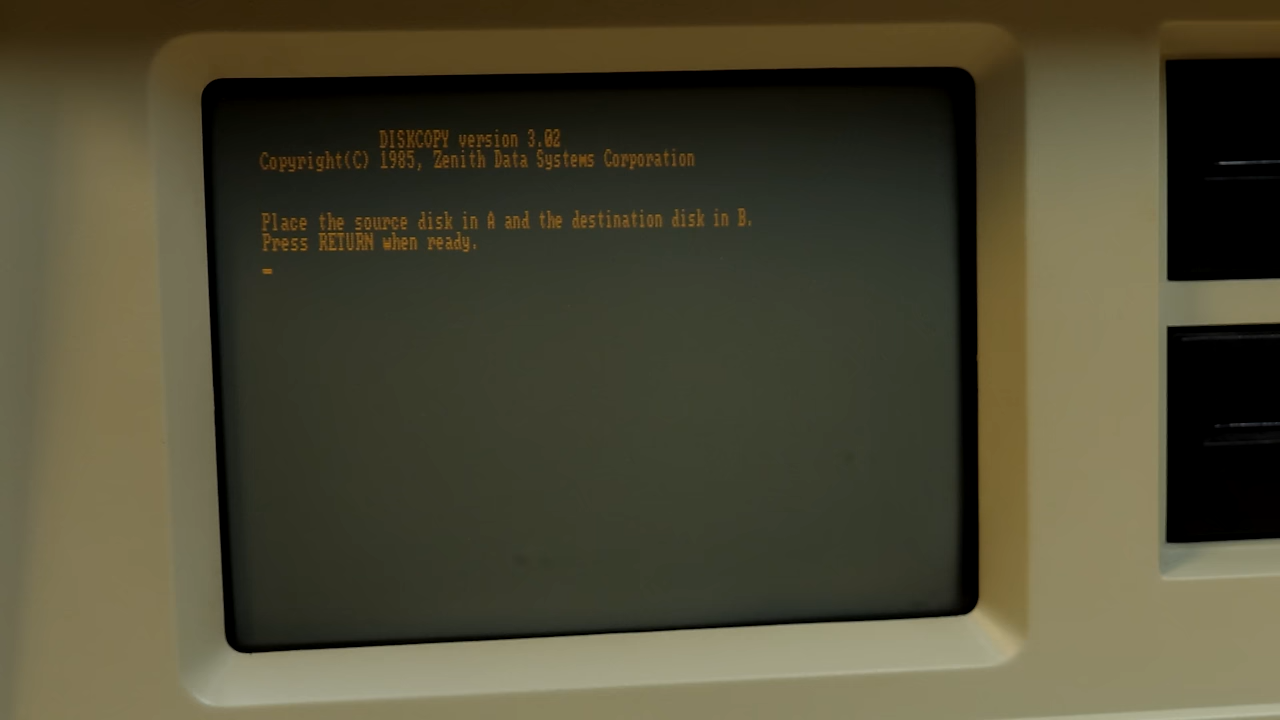 DISKCOPY version 3.02
Copyright(C) 1985, Zenith Data Systems Corporation
Place the source disk in A and the destination disk in B.
Press RETURN when ready.